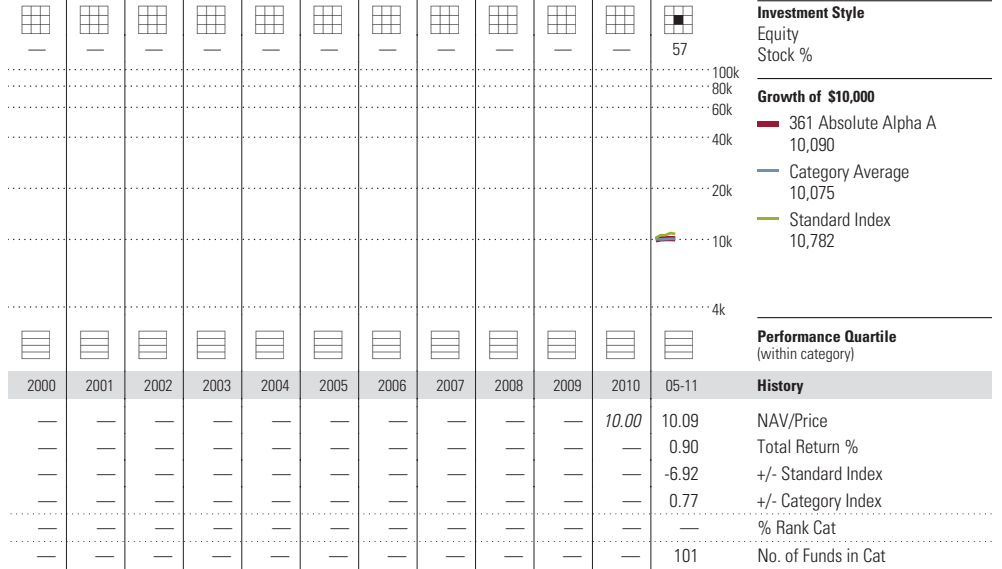 — — — — — — — — — — — 57
Investment Style
Equity
Stock %
100k
80k
60k
40k
20k
10k
4k
Growth of $10,000
361 Absolute Alpha A
10,090
Category Average
10,075
Standard Index
10,782
Performance Quartile
(within category)
2000 2001 2002 2003 2004 2005 2006 2007 2008 2009 2010 05-11 History
— — — — — — — — — — 10.00 10.09 NAV/Price
— — — — — — — — — — — 0.90 Total Return %
— — — — — — — — — — — -6.92 +/- Standard Index
— — — — — — — — — — — 0.77 +/- Category Index
— — — — — — — — — — — — % Rank Cat
— — — — — — — — — — — 101 No. of Funds in Cat